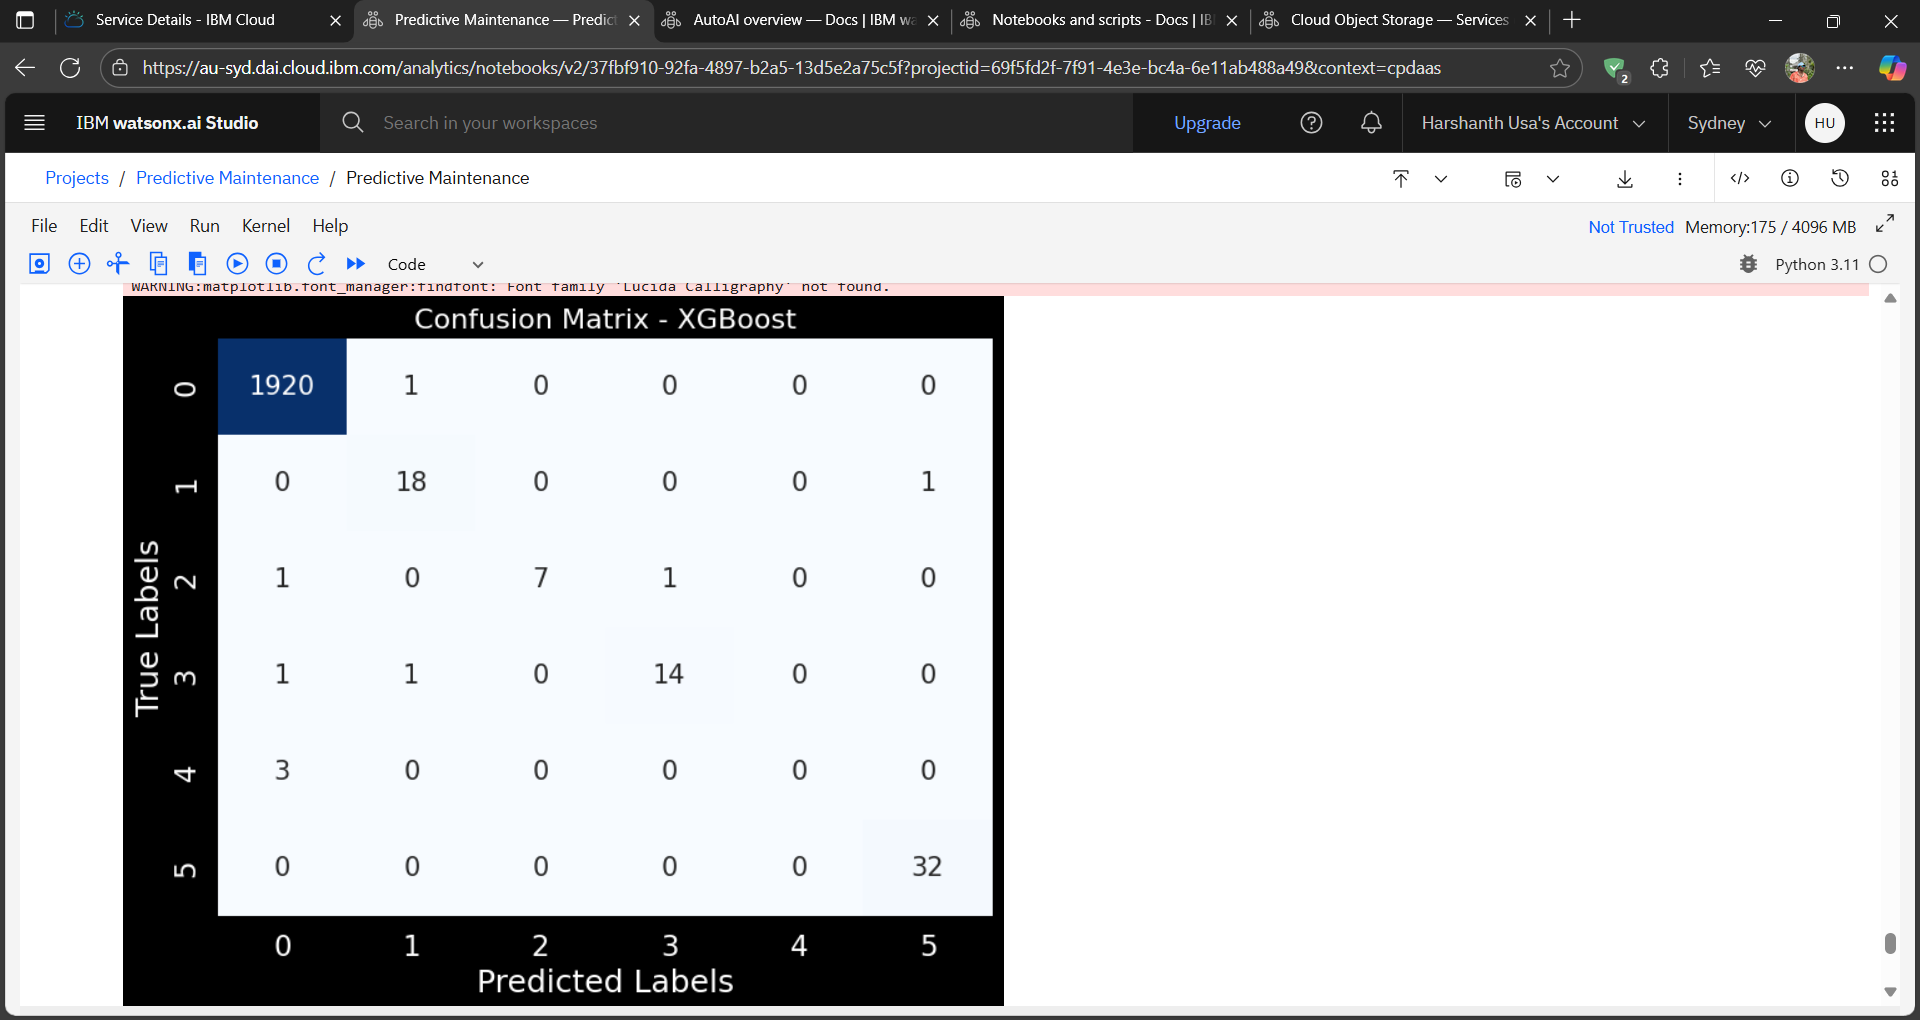 Service Details - IBM Cloud
Predictive Maintenance — Predict
AutoAI overview — Docs | IBM wa
Notebooks and scripts - Docs | IB
Cloud Object Storage — Services
https://au-syd.dai.cloud.ibm.com/analytics/notebooks/v2/37fbf910-92fa-4897-b2a5-13d5e2a75c5f?projectid=69f5fd2f-7f91-4e3e-bc4a-6e11ab488a49&context=cpdaas
2
IBM watsonx.ai Studio
Search in your workspaces
Upgrade
Harshanth Usa's Account
Sydney
HU
Projects / Predictive Maintenance / Predictive Maintenance
File Edit View Run Kernel Help
Not Trusted Memory:175 / 4096 MB
Code
Python 3.11
WARNING:matplotlib.font_manager:findfont: Font family 'Lucida Calligraphy' not found.
Confusion Matrix - XGBoost
0 1920 1 0 0 0 0
1 0 18 0 0 0 1
2 1 0 7 1 0 0
3 1 1 0 14 0 0
4 3 0 0 0 0 0
5 0 0 0 0 0 32
True Labels
0 1 2 3 4 5
Predicted Labels